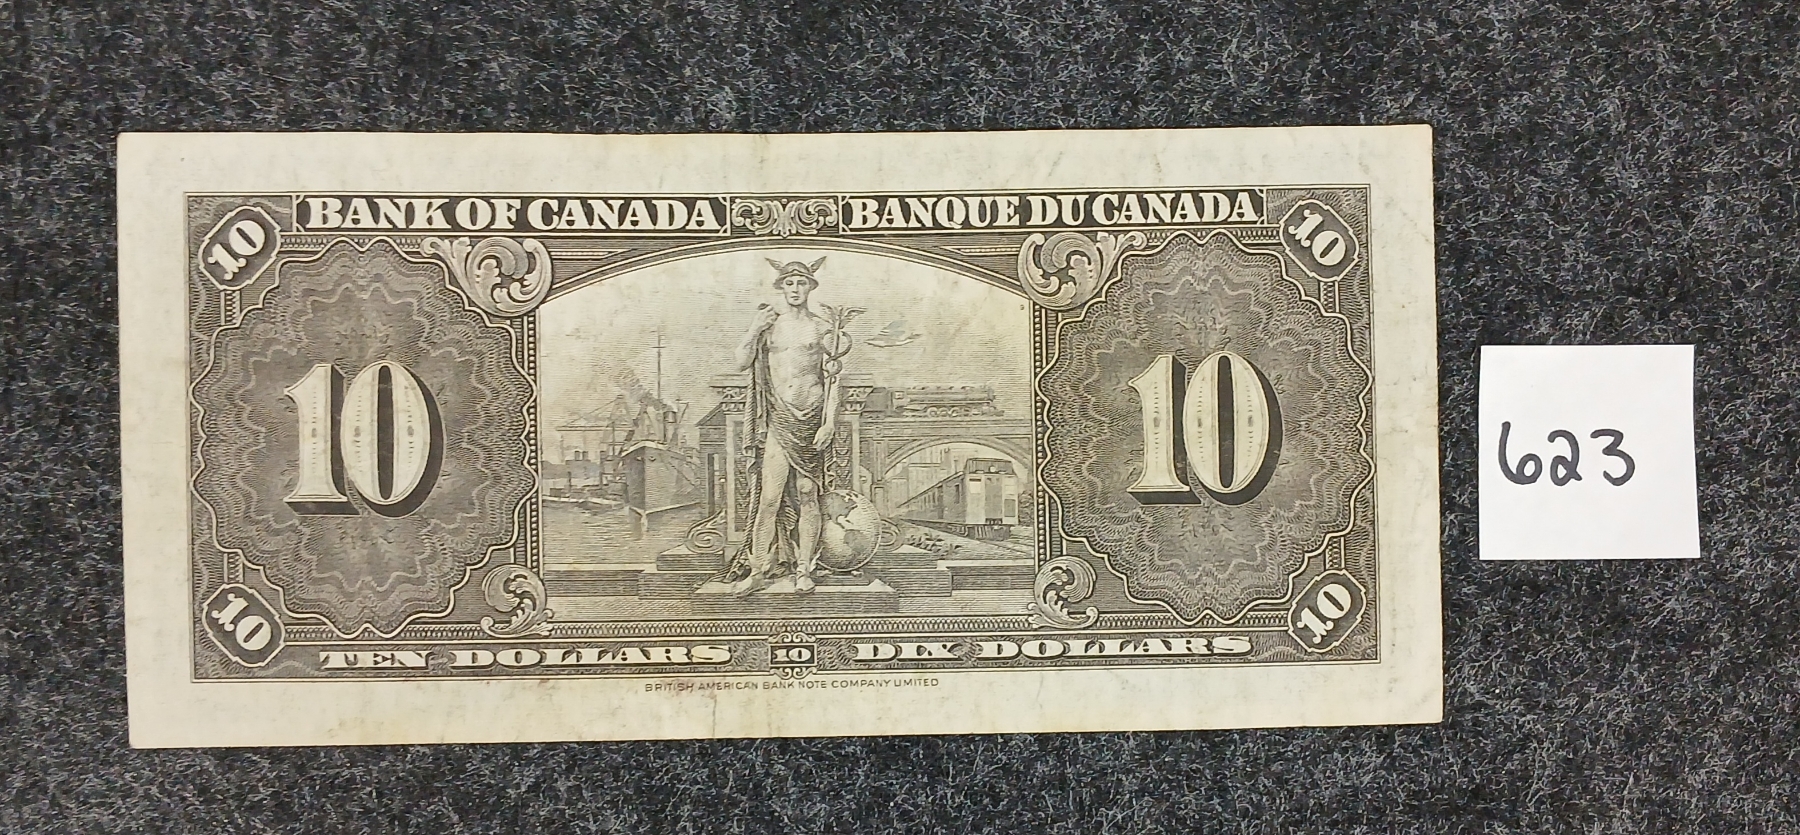 BANK OF CANADA BANQUE DU CANADA
10 10
10 10
10 10
TEN DOLLARS 10 DIX DOLLARS
BRITISH AMERICAN BANK NOTE COMPANY LIMITED
623